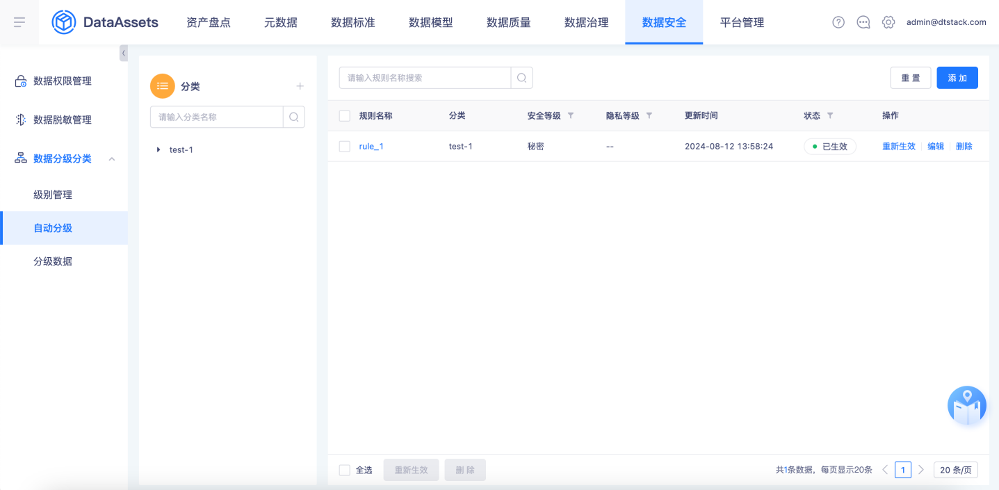 DataAssets 资产盘点 元数据 数据标准 数据模型 数据质量 数据治理 数据安全 平台管理 admin@dtstack.com
数据权限管理
数据脱敏管理
数据分级分类
级别管理
自动分级
分级数据
分类
请输入分类名称
test-1
请输入规则名称搜索 重置 添加
规则名称 分类 安全等级 隐私等级 更新时间 状态 操作
rule_1 test-1 秘密 -- 2024-08-12 13:58:24 已生效 重新生效 编辑 删除
全选 重新生效 删除 共1条数据，每页显示20条 1 20 条/页